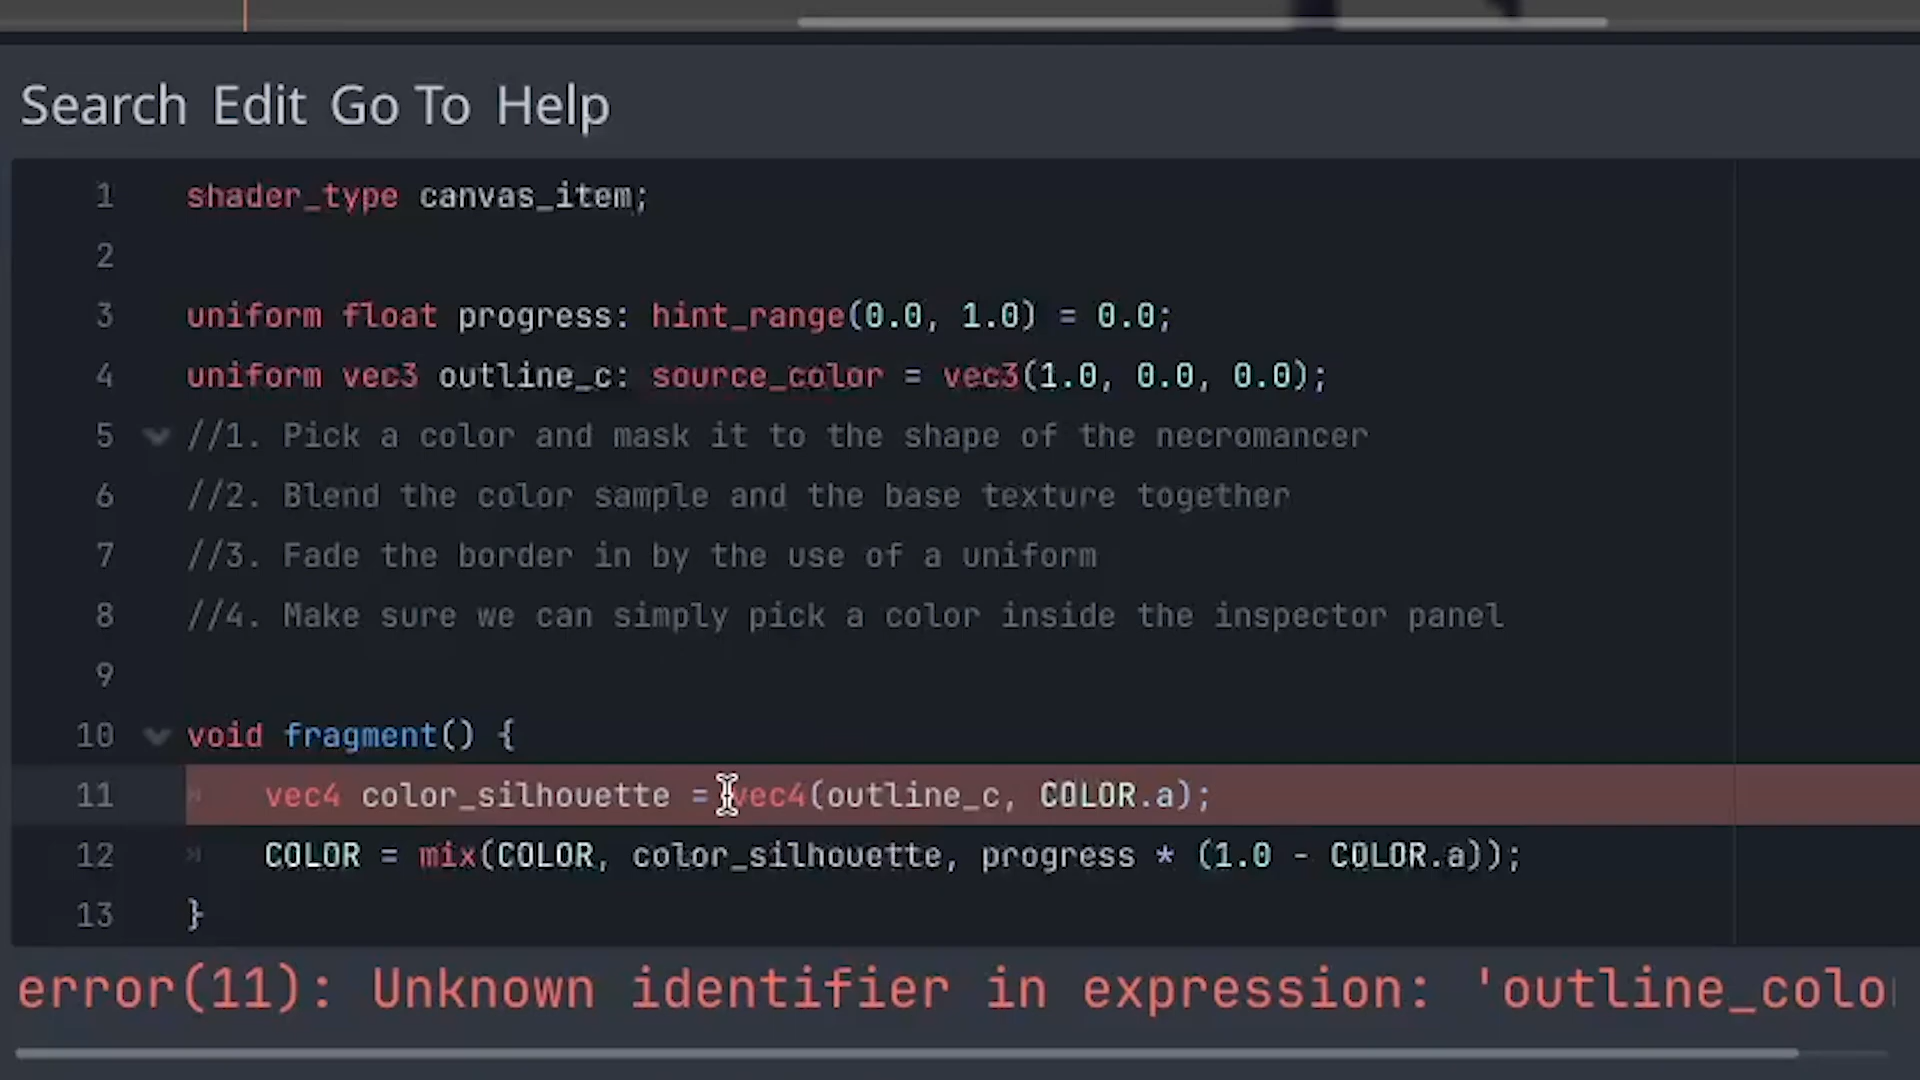 Search Edit Go To Help
1 shader_type canvas_item;
2
3 uniform float progress: hint_range(0.0, 1.0) = 0.0;
4 uniform vec3 outline_c: source_color = vec3(1.0, 0.0, 0.0);
5 //1. Pick a color and mask it to the shape of the necromancer
6 //2. Blend the color sample and the base texture together
7 //3. Fade the border in by the use of a uniform
8 //4. Make sure we can simply pick a color inside the inspector panel
9
10 void fragment() {
11 vec4 color_silhouette = vec4(outline_c, COLOR.a);
12 COLOR = mix(COLOR, color_silhouette, progress * (1.0 - COLOR.a));
13 }
error(11): Unknown identifier in expression: 'outline_colo